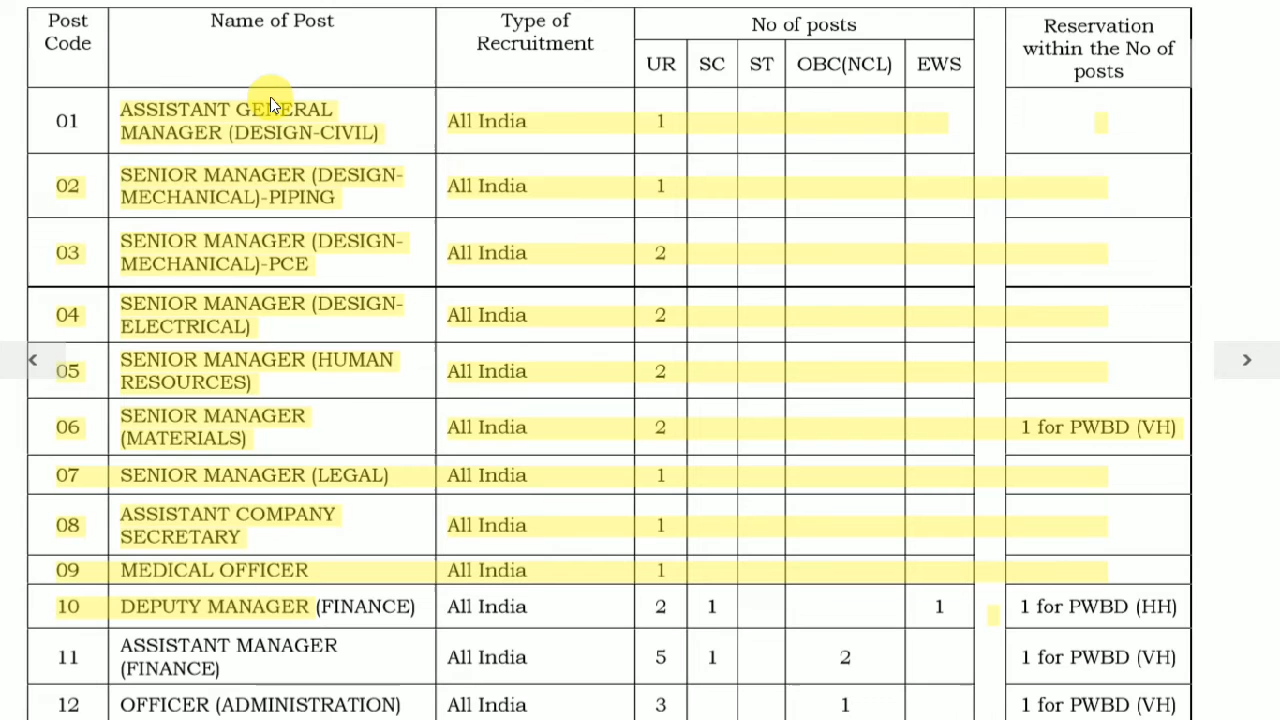 Post Code Name of Post Type of Recruitment No of posts Reservation within the No of posts
UR SC ST OBC(NCL) EWS
01 ASSISTANT GENERAL MANAGER (DESIGN-CIVIL) All India 1
02 SENIOR MANAGER (DESIGN-MECHANICAL)-PIPING All India 1
03 SENIOR MANAGER (DESIGN-MECHANICAL)-PCE All India 2
04 SENIOR MANAGER (DESIGN-ELECTRICAL) All India 2
05 SENIOR MANAGER (HUMAN RESOURCES) All India 2
06 SENIOR MANAGER (MATERIALS) All India 2 1 for PWBD (VH)
07 SENIOR MANAGER (LEGAL) All India 1
08 ASSISTANT COMPANY SECRETARY All India 1
09 MEDICAL OFFICER All India 1
10 DEPUTY MANAGER (FINANCE) All India 2 1 1 1 for PWBD (HH)
11 ASSISTANT MANAGER (FINANCE) All India 5 1 2 1 for PWBD (VH)
12 OFFICER (ADMINISTRATION) All India 3 1 1 for PWBD (VH)